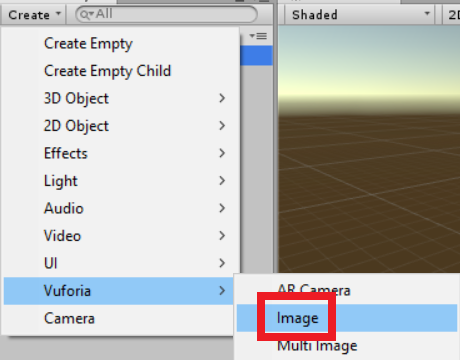 Create All Shaded 2D
Create Empty
Create Empty Child
3D Object
2D Object
Effects
Light
Audio
Video
UI
Vuforia
AR Camera
Camera
Image
Multi Image